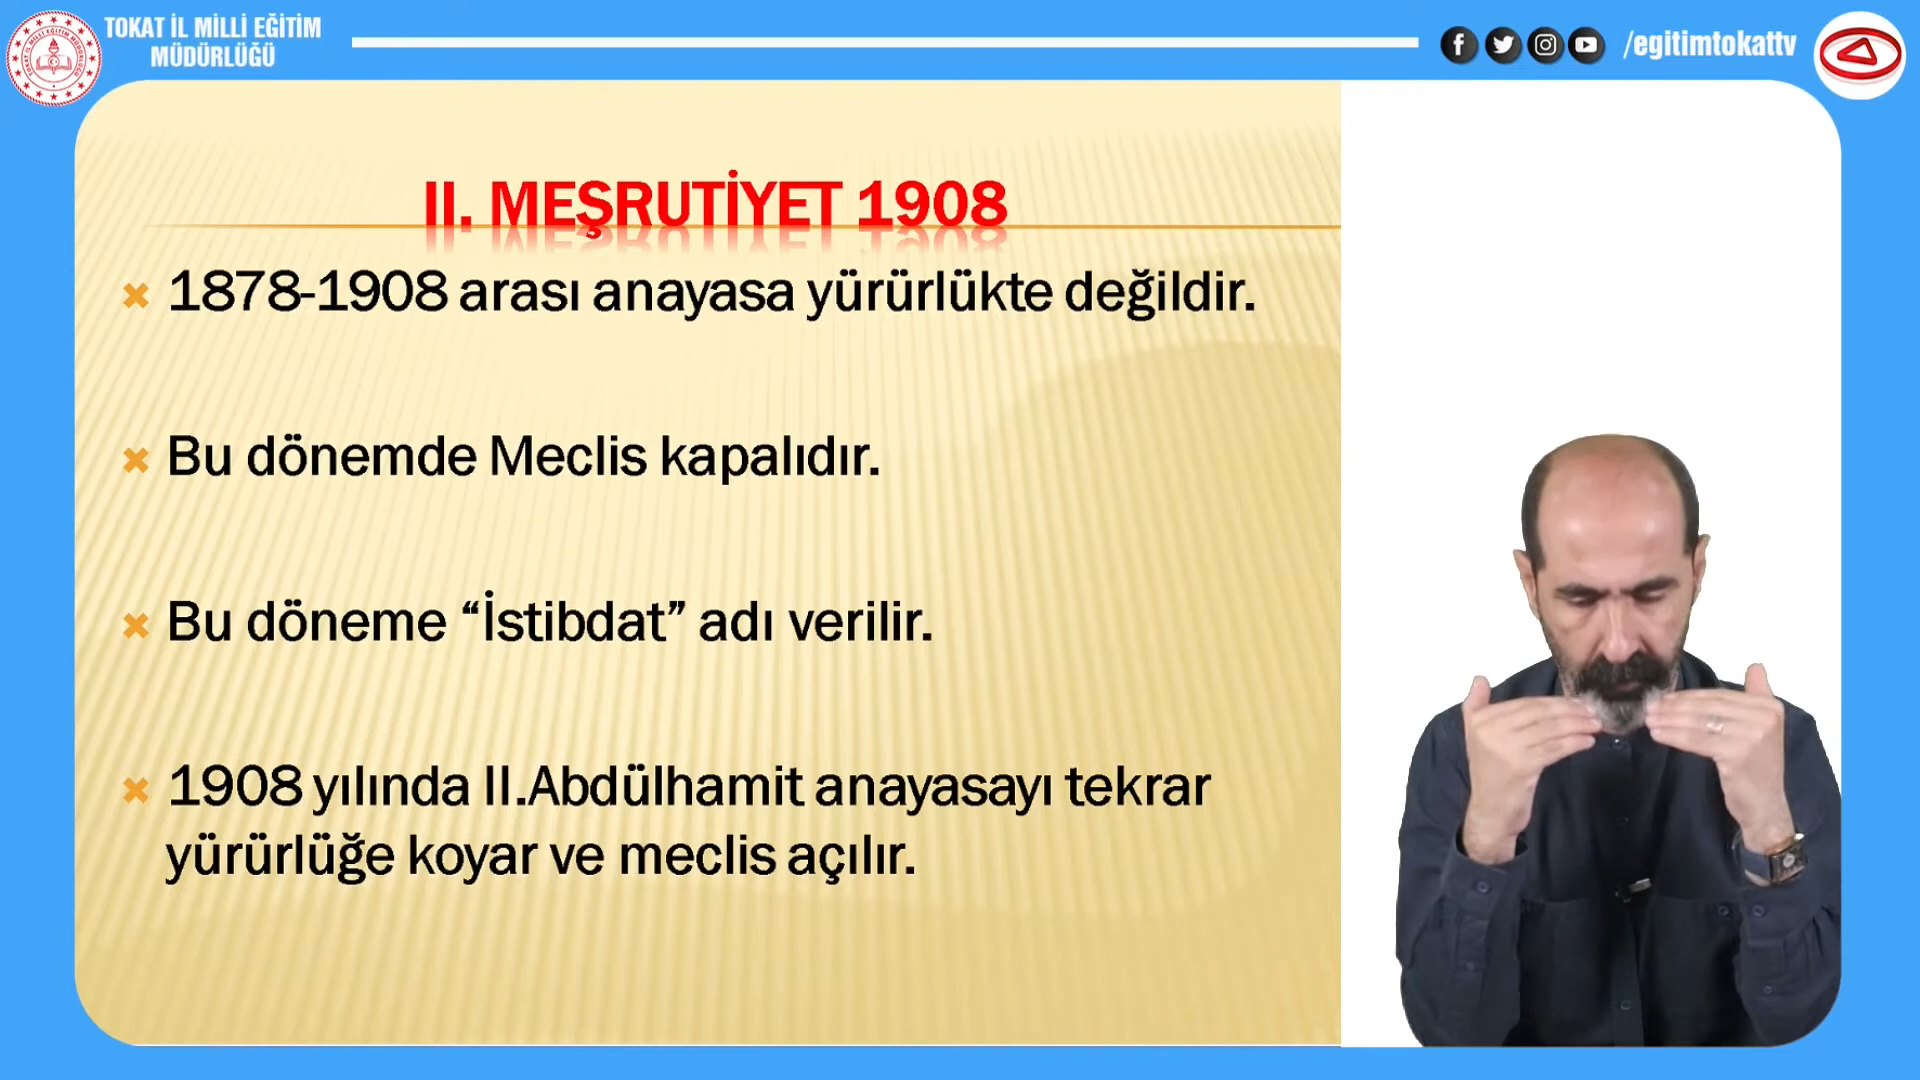 TOKAT İL MİLLİ EĞİTİM
MÜDÜRLÜĞÜ
/egitimtokattv
II. MEŞRUTİYET 1908
1878-1908 arası anayasa yürürlükte değildir.
Bu dönemde Meclis kapalıdır.
Bu döneme “İstibdat” adı verilir.
1908 yılında II.Abdülhamit anayasayı tekrar
yürürlüğe koyar ve meclis açılır.